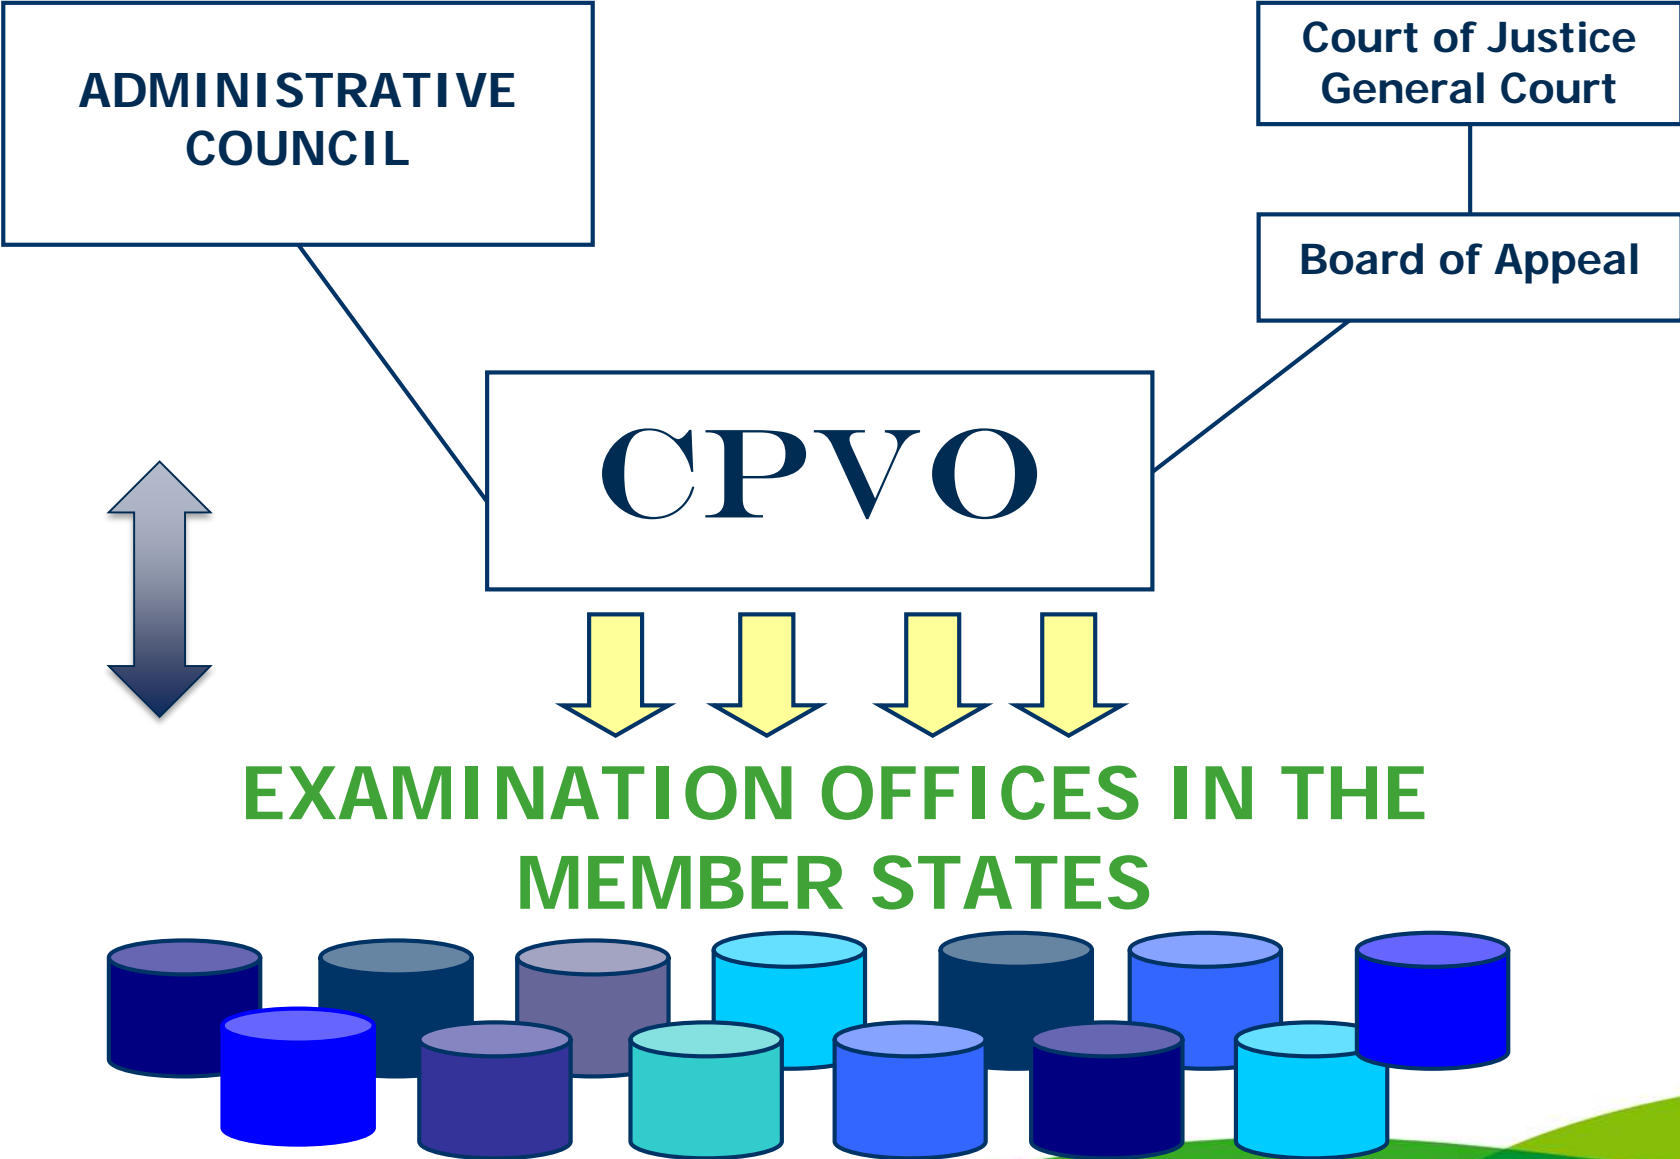 ADMINISTRATIVE
COUNCIL
Court of Justice
General Court
Board of Appeal
CPVO
EXAMINATION OFFICES IN THE
MEMBER STATES